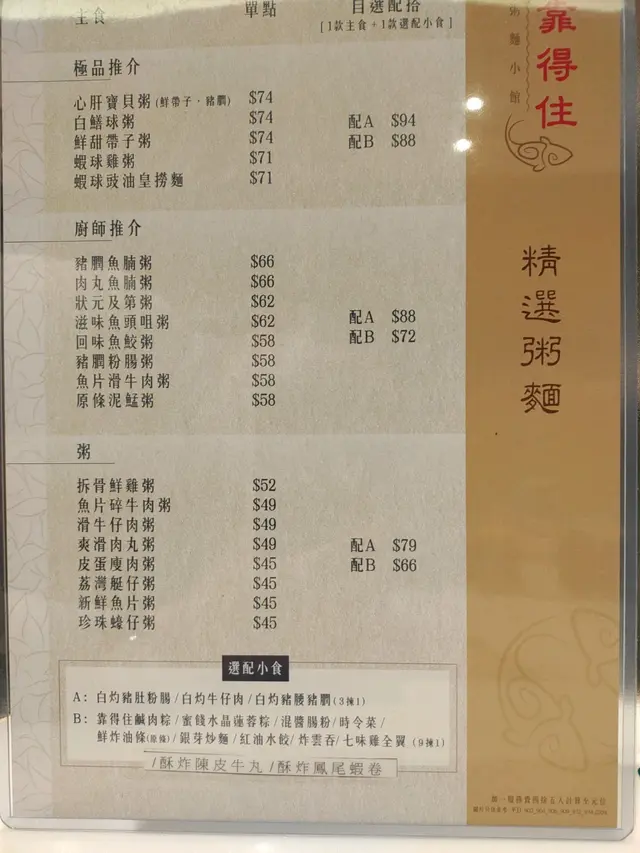 主食 單點 自選配搭
[ 1款主食 + 1款選配小食 ]
極品推介
心肝寶貝粥 (鮮帶子 · 豬膶) $74
白鱔球粥 $74
鮮甜帶子粥 $74
蝦球雞粥 $71
蝦球豉油皇撈麵 $71
配A $94
配B $88
廚師推介
豬膶魚腩粥 $66
肉丸魚腩粥 $66
狀元及第粥 $62
滋味魚頭咀粥 $62
回味魚鮫粥 $58
豬膶粉腸粥 $58
魚片滑牛肉粥 $58
原條泥鯭粥 $58
配A $88
配B $72
粥
拆骨鮮雞粥 $52
魚片碎牛肉粥 $49
滑牛仔肉粥 $49
爽滑肉丸粥 $49
皮蛋廋肉粥 $45
荔灣艇仔粥 $45
新鮮魚片粥 $45
珍珠蠔仔粥 $45
配A $79
配B $66
選配小食
A: 白灼豬肚粉腸 / 白灼牛仔肉 / 白灼豬腰豬膶 (3揀1)
B: 靠得住鹹肉粽 / 蜜餞水晶蓮蓉粽 / 混醬腸粉 / 時令菜 /
鮮炸油條(原條) / 銀芽炒麵 / 紅油水餃 / 炸雲吞 / 七味雞全翼 (9揀1)
/酥炸陳皮牛丸 /酥炸鳳尾蝦卷
靠得住
粥麵小館
精選粥麵